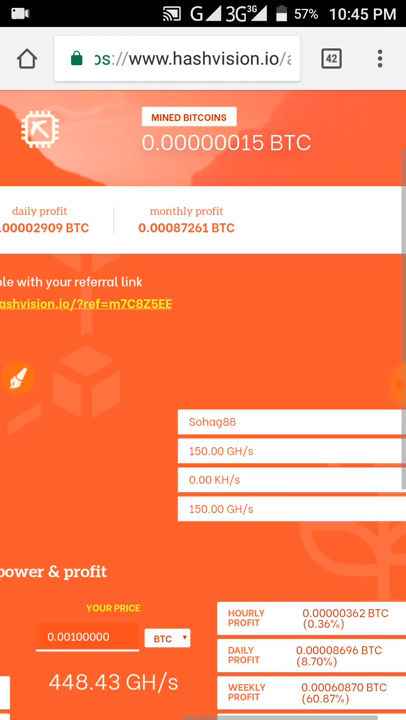 G 3G 3G 57% 10:45 PM
ɔs://www.hashvision.io/a
42
MINED BITCOINS
0.00000015 BTC
daily profit
monthly profit
.00002909 BTC
0.00087261 BTC
ple with your referral link
ashvision.io/?ref=m7C8Z5EE
Sohag88
150.00 GH/s
0.00 KH/s
150.00 GH/s
power & profit
YOUR PRICE
0.00100000
BTC
448.43 GH/s
HOURLY PROFIT
0.00000362 BTC
(0.36%)
DAILY PROFIT
0.00008696 BTC
(8.70%)
WEEKLY PROFIT
0.00060870 BTC
(60.87%)